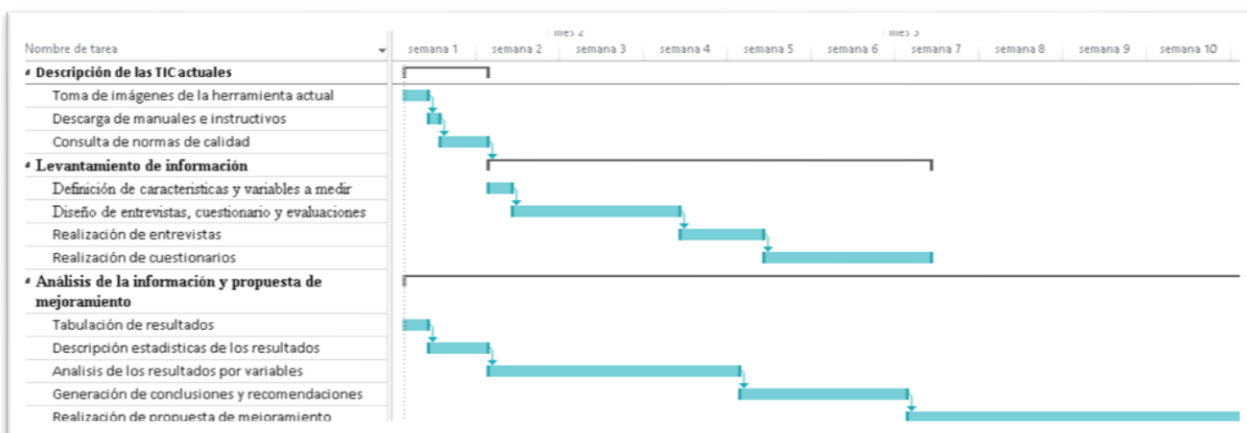 mes 2 mes 3
Nombre de tarea semana 1 semana 2 semana 3 semana 4 semana 5 semana 6 semana 7 semana 8 semana 9 semana 10
Descripción de las TIC actuales
Toma de imágenes de la herramienta actual
Descarga de manuales e instructivos
Consulta de normas de calidad
Levantamiento de información
Definición de caracteristicas y variables a medir
Diseño de entrevistas, cuestionario y evaluaciones
Realización de entrevistas
Realización de cuestionarios
Análisis de la información y propuesta de
mejoramiento
Tabulación de resultados
Descripción estadisticas de los resultados
Analisis de los resultados por variables
Generación de conclusiones y recomendaciones
Realización de propuesta de mejoramiento